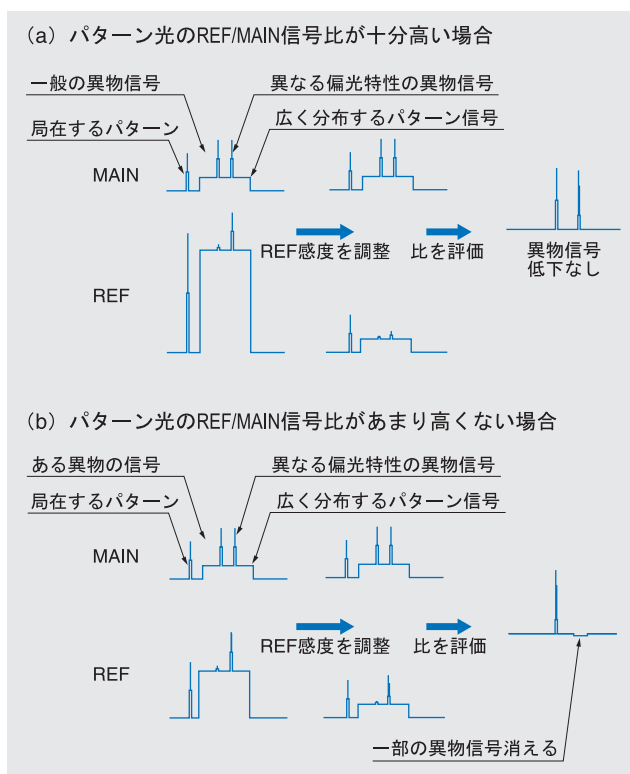 (a) パターン光のREF/MAIN信号比が十分高い場合
一般の異物信号
異なる偏光特性の異物信号
局在するパターン
広く分布するパターン信号
MAIN
REF感度を調整
比を評価
異物信号
低下なし
REF
(b) パターン光のREF/MAIN信号比があまり高くない場合
ある異物の信号
異なる偏光特性の異物信号
局在するパターン
広く分布するパターン信号
MAIN
REF感度を調整
比を評価
REF
一部の異物信号消える